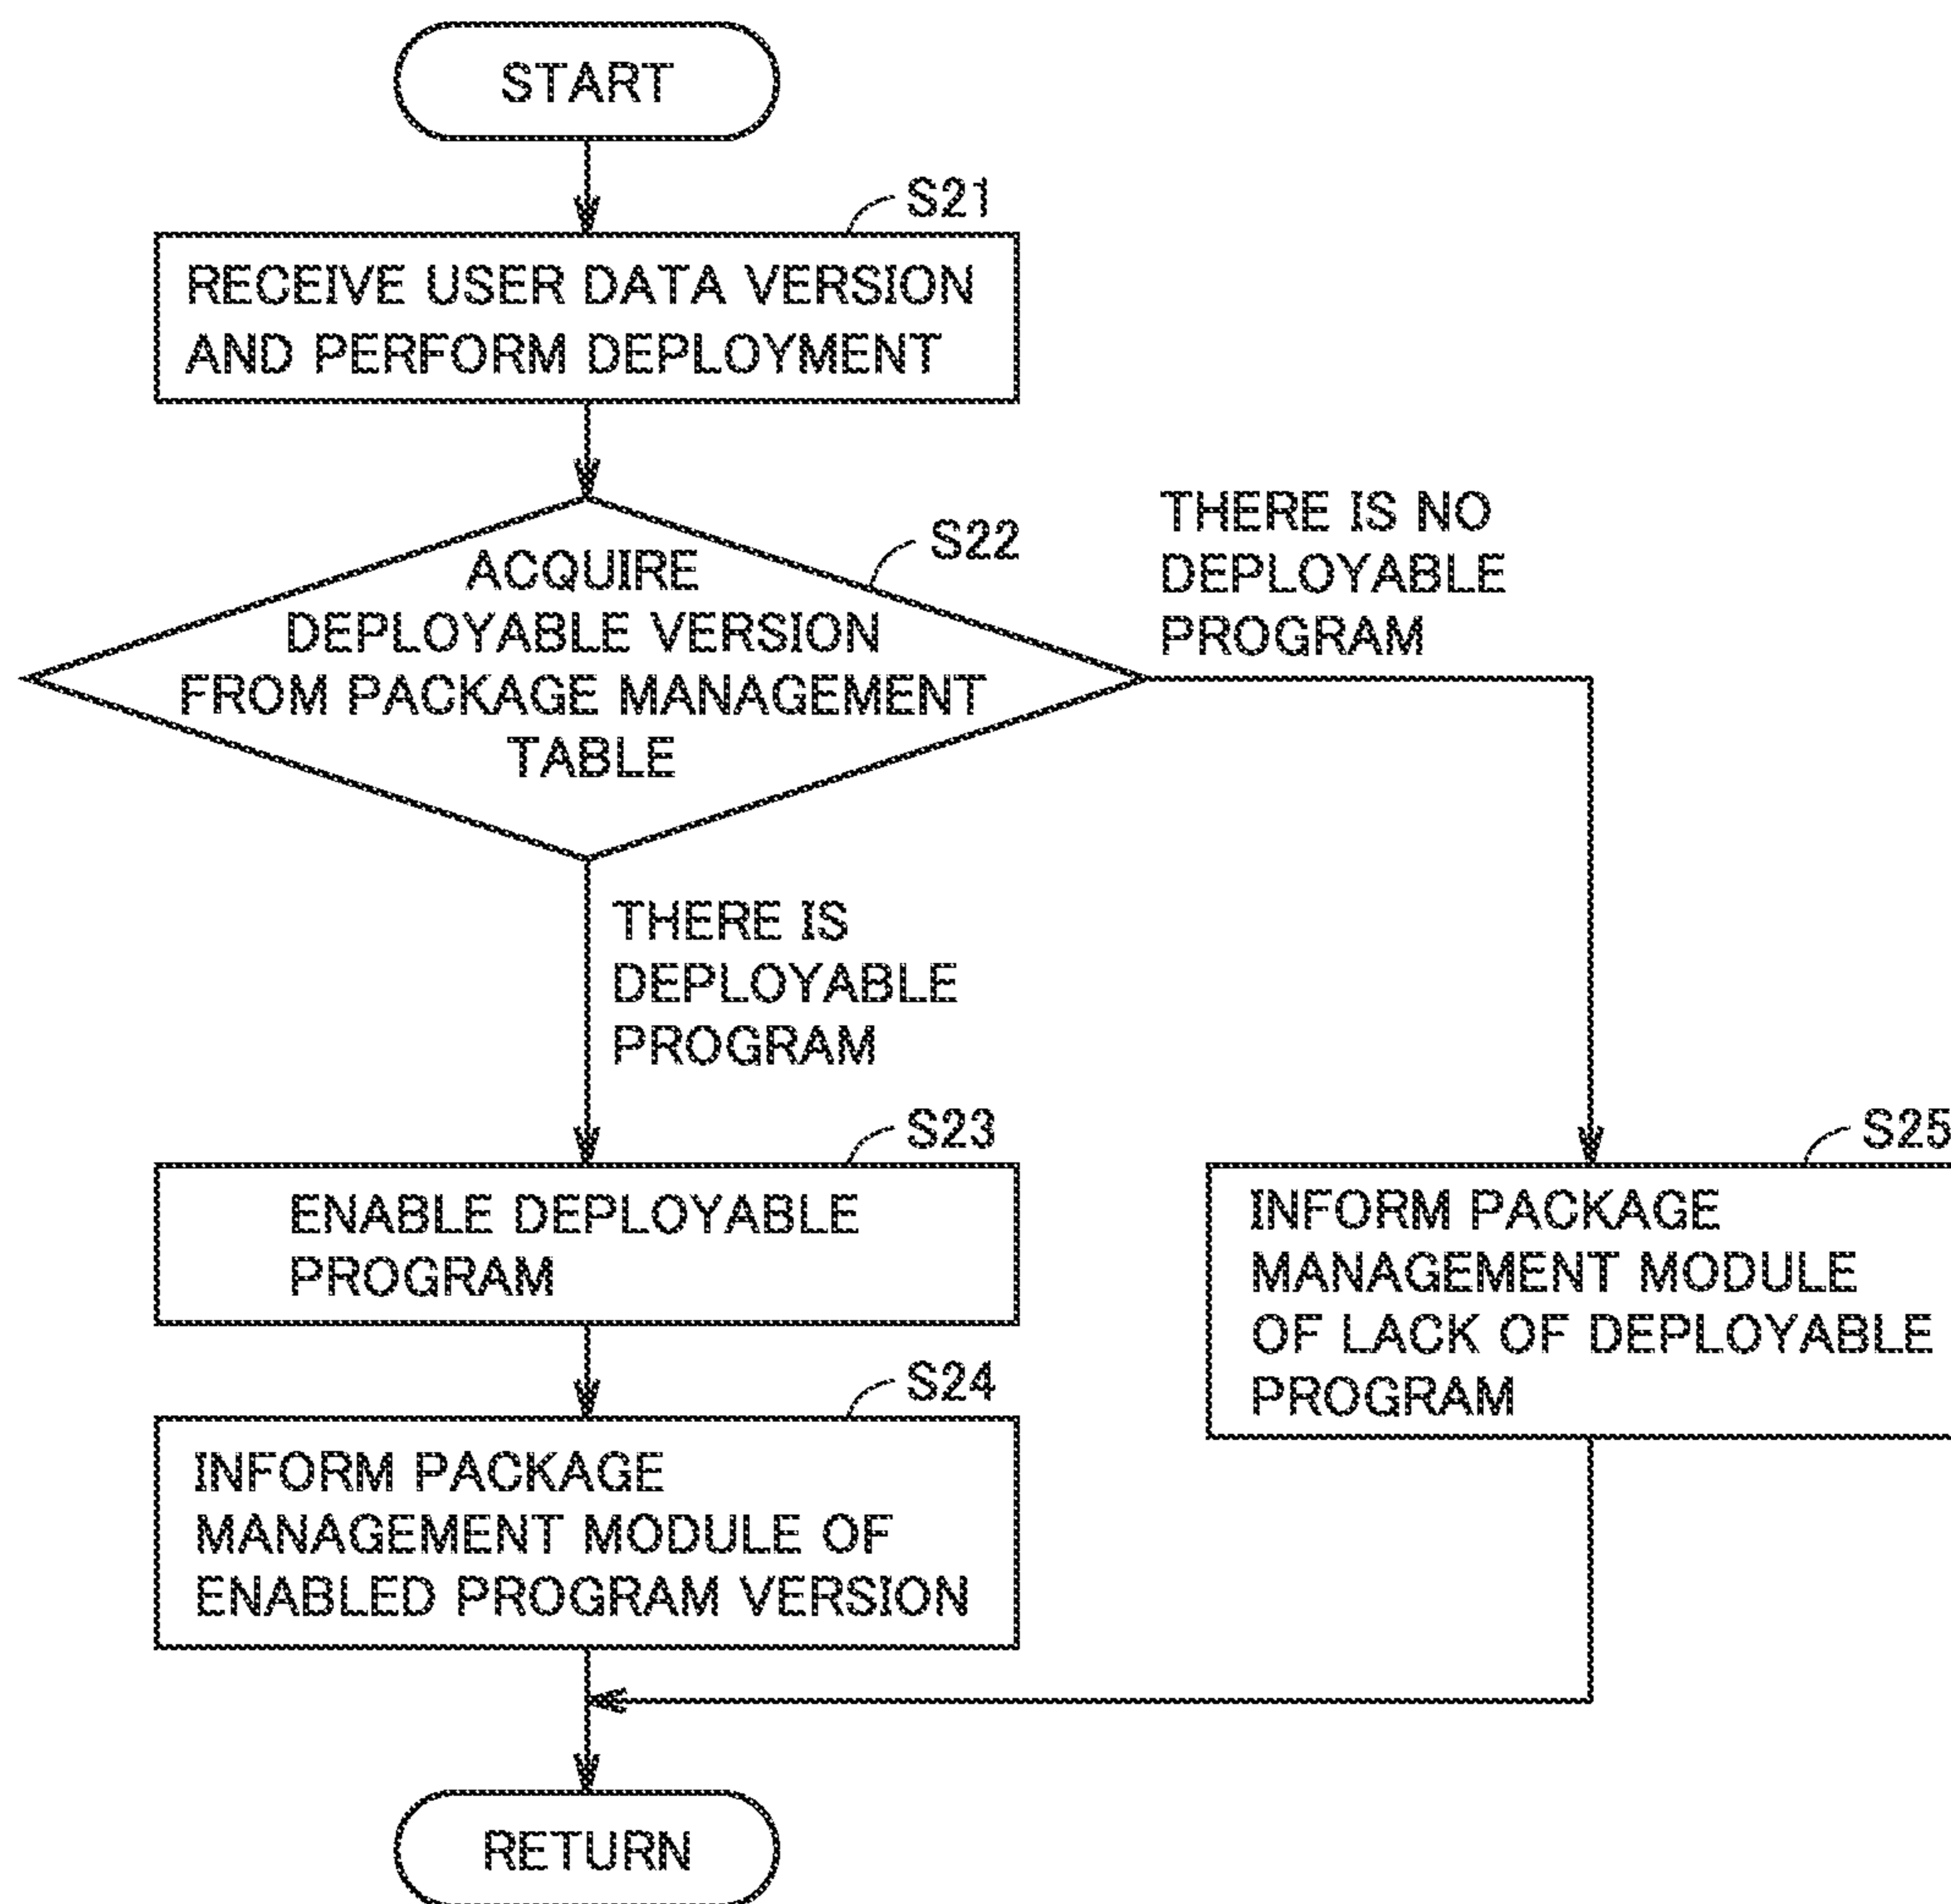 START
S21
RECEIVE USER DATA VERSION
AND PERFORM DEPLOYMENT
S22
ACQUIRE
DEPLOYABLE VERSION
FROM PACKAGE MANAGEMENT
TABLE
THERE IS NO
DEPLOYABLE
PROGRAM
THERE IS
DEPLOYABLE
PROGRAM
S23
ENABLE DEPLOYABLE
PROGRAM
S24
INFORM PACKAGE
MANAGEMENT MODULE OF
ENABLED PROGRAM VERSION
S25
INFORM PACKAGE
MANAGEMENT MODULE
OF LACK OF DEPLOYABLE
PROGRAM
RETURN